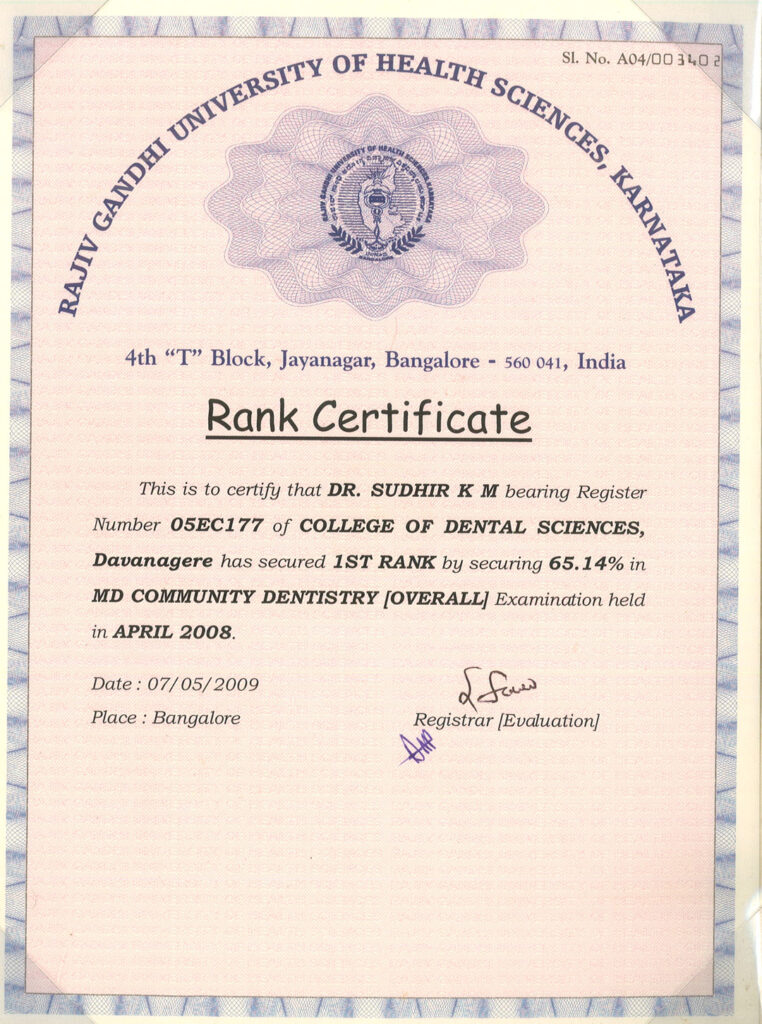 Sl. No. A04/003402
RAJIV GANDHI UNIVERSITY OF HEALTH SCIENCES, KARNATAKA
4th “T” Block, Jayanagar, Bangalore - 560 041, India
Rank Certificate
This is to certify that DR. SUDHIR K M bearing Register
Number 05EC177 of COLLEGE OF DENTAL SCIENCES,
Davanagere has secured 1ST RANK by securing 65.14% in
MD COMMUNITY DENTISTRY [OVERALL] Examination held
in APRIL 2008.
Date : 07/05/2009
Place : Bangalore
Registrar [Evaluation]